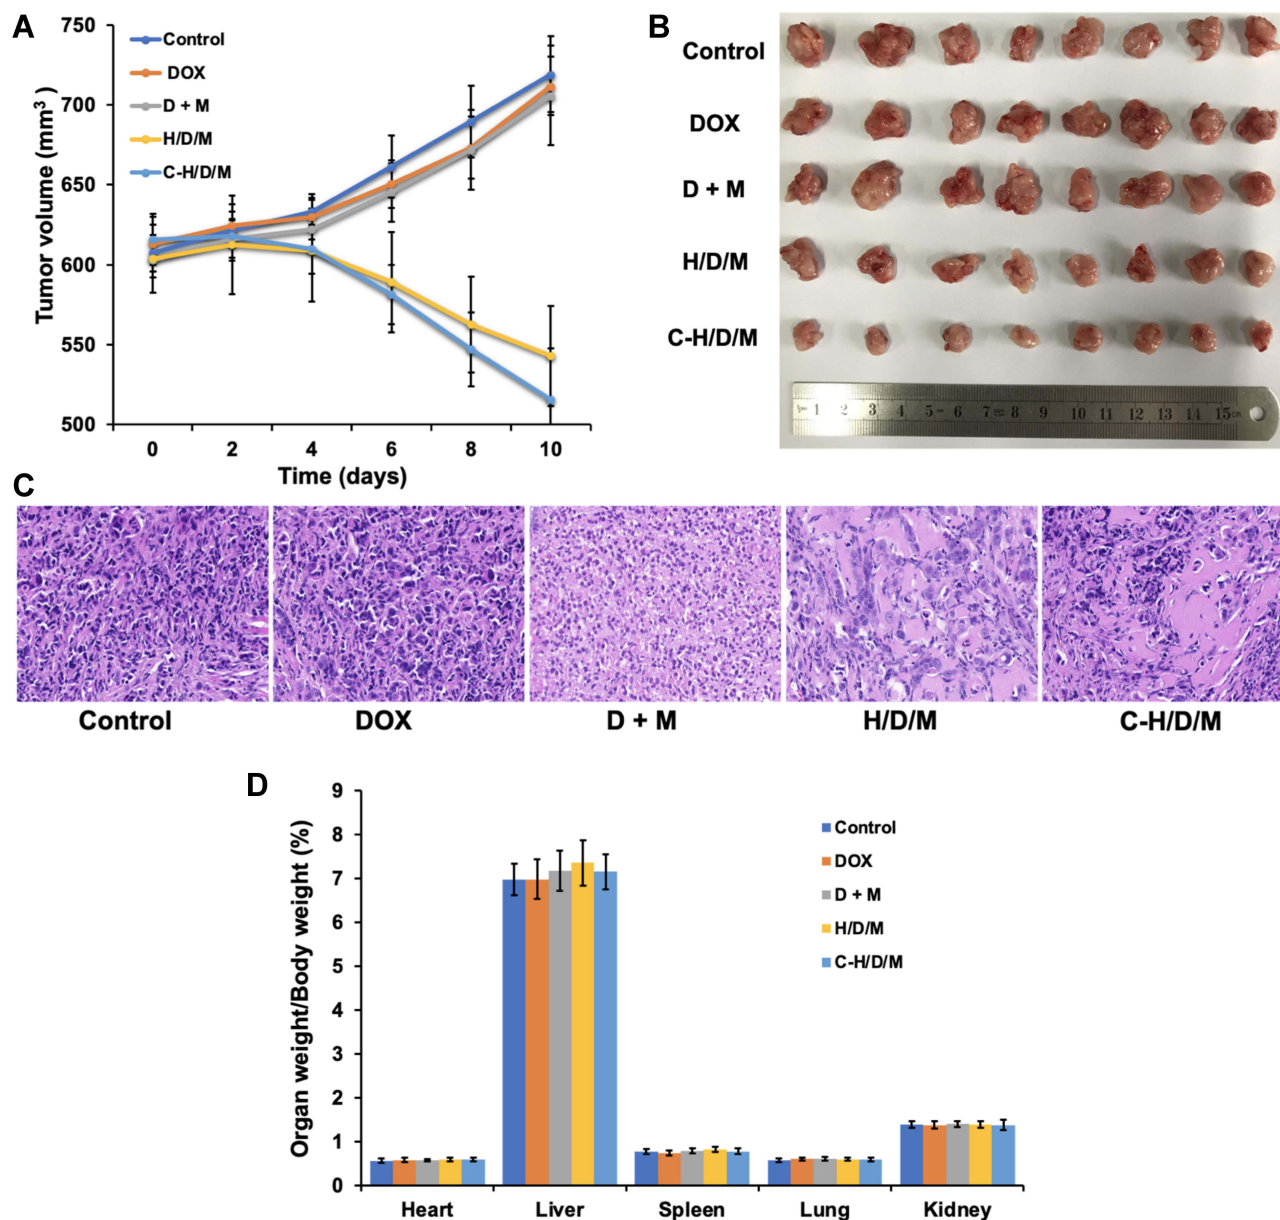 A
Tumor volume (mm³)
750
700
650
600
550
500
Control
DOX
D + M
H/D/M
C-H/D/M
0 2 4 6 8 10
Time (days)
B
Control
DOX
D + M
H/D/M
C-H/D/M
1 2 3 4 5 6 7 8 9 10 11 12 13 14 15
C
Control DOX D + M H/D/M C-H/D/M
D
Organ weight/Body weight (%)
9
8
7
6
5
4
3
2
1
0
Control
DOX
D + M
H/D/M
C-H/D/M
Heart Liver Spleen Lung Kidney